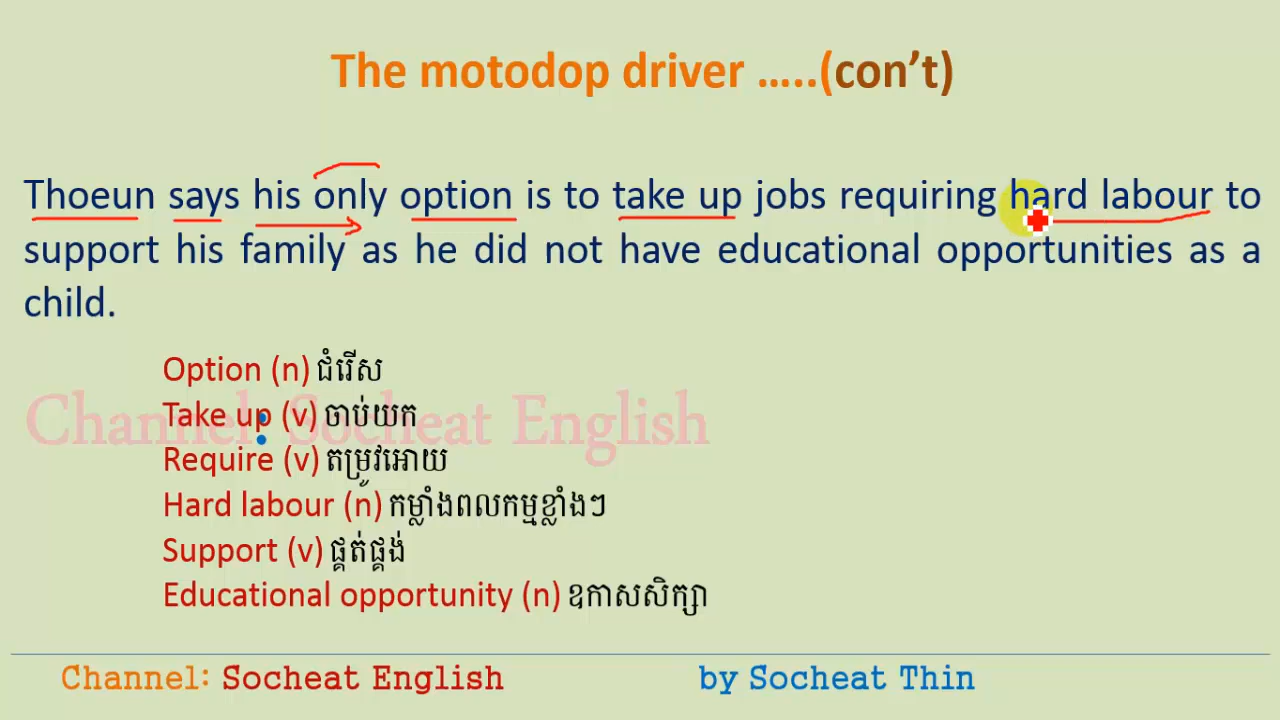 The motodop driver .....(con’t)
Thoeun says his only option is to take up jobs requiring hard labour to
support his family as he did not have educational opportunities as a
child.
Option (n) ជំរើស
Take up (v) ចាប់យក
Channel: Socheat English
Require (v) តម្រូវអោយ
Hard labour (n) កម្លាំងពលកម្មខ្លាំងៗ
Support (v) ផ្គត់ផ្គង់
Educational opportunity (n) ឧកាសសិក្សា
Channel: Socheat English
by Socheat Thin